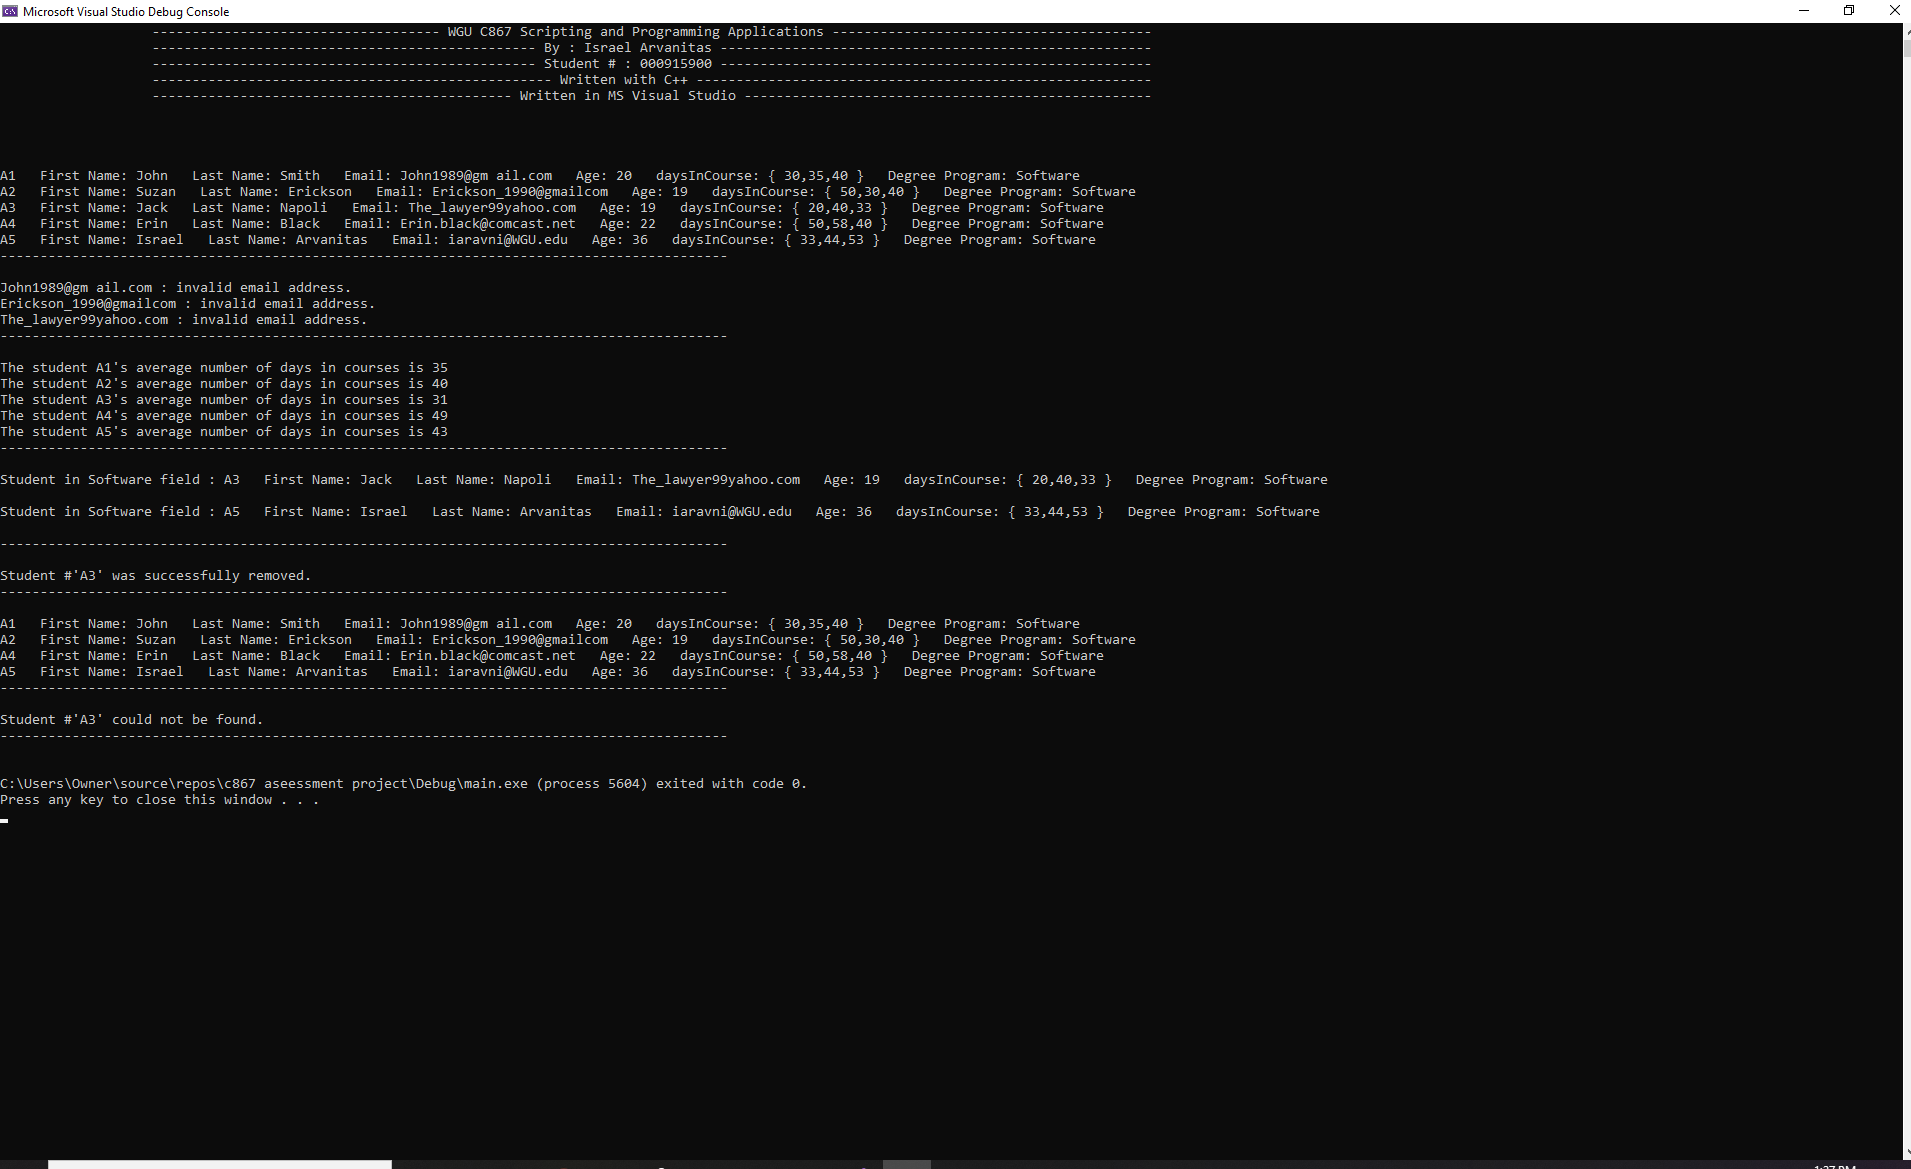 Microsoft Visual Studio Debug Console
------------------------------------ WGU C867 Scripting and Programming Applications ----------------------------------------
------------------------------------------------ By : Israel Arvanitas ------------------------------------------------------
------------------------------------------------ Student # : 000915900 ------------------------------------------------------
-------------------------------------------------- Written with C++ ---------------------------------------------------------
--------------------------------------------- Written in MS Visual Studio ---------------------------------------------------
A1   First Name: John   Last Name: Smith   Email: John1989@gm ail.com   Age: 20   daysInCourse: { 30,35,40 }   Degree Program: Software
A2   First Name: Suzan   Last Name: Erickson   Email: Erickson_1990@gmailcom   Age: 19   daysInCourse: { 50,30,40 }   Degree Program: Software
A3   First Name: Jack   Last Name: Napoli   Email: The_lawyer99yahoo.com   Age: 19   daysInCourse: { 20,40,33 }   Degree Program: Software
A4   First Name: Erin   Last Name: Black   Email: Erin.black@comcast.net   Age: 22   daysInCourse: { 50,58,40 }   Degree Program: Software
A5   First Name: Israel   Last Name: Arvanitas   Email: iaravni@WGU.edu   Age: 36   daysInCourse: { 33,44,53 }   Degree Program: Software
-------------------------------------------------------------------------------------------
John1989@gm ail.com : invalid email address.
Erickson_1990@gmailcom : invalid email address.
The_lawyer99yahoo.com : invalid email address.
-------------------------------------------------------------------------------------------
The student A1's average number of days in courses is 35
The student A2's average number of days in courses is 40
The student A3's average number of days in courses is 31
The student A4's average number of days in courses is 49
The student A5's average number of days in courses is 43
-------------------------------------------------------------------------------------------
Student in Software field : A3   First Name: Jack   Last Name: Napoli   Email: The_lawyer99yahoo.com   Age: 19   daysInCourse: { 20,40,33 }   Degree Program: Software
Student in Software field : A5   First Name: Israel   Last Name: Arvanitas   Email: iaravni@WGU.edu   Age: 36   daysInCourse: { 33,44,53 }   Degree Program: Software
-------------------------------------------------------------------------------------------
Student #'A3' was successfully removed.
-------------------------------------------------------------------------------------------
A1   First Name: John   Last Name: Smith   Email: John1989@gm ail.com   Age: 20   daysInCourse: { 30,35,40 }   Degree Program: Software
A2   First Name: Suzan   Last Name: Erickson   Email: Erickson_1990@gmailcom   Age: 19   daysInCourse: { 50,30,40 }   Degree Program: Software
A4   First Name: Erin   Last Name: Black   Email: Erin.black@comcast.net   Age: 22   daysInCourse: { 50,58,40 }   Degree Program: Software
A5   First Name: Israel   Last Name: Arvanitas   Email: iaravni@WGU.edu   Age: 36   daysInCourse: { 33,44,53 }   Degree Program: Software
-------------------------------------------------------------------------------------------
Student #'A3' could not be found.
-------------------------------------------------------------------------------------------
C:\Users\Owner\source\repos\c867 aseessment project\Debug\main.exe (process 5604) exited with code 0.
Press any key to close this window . . .